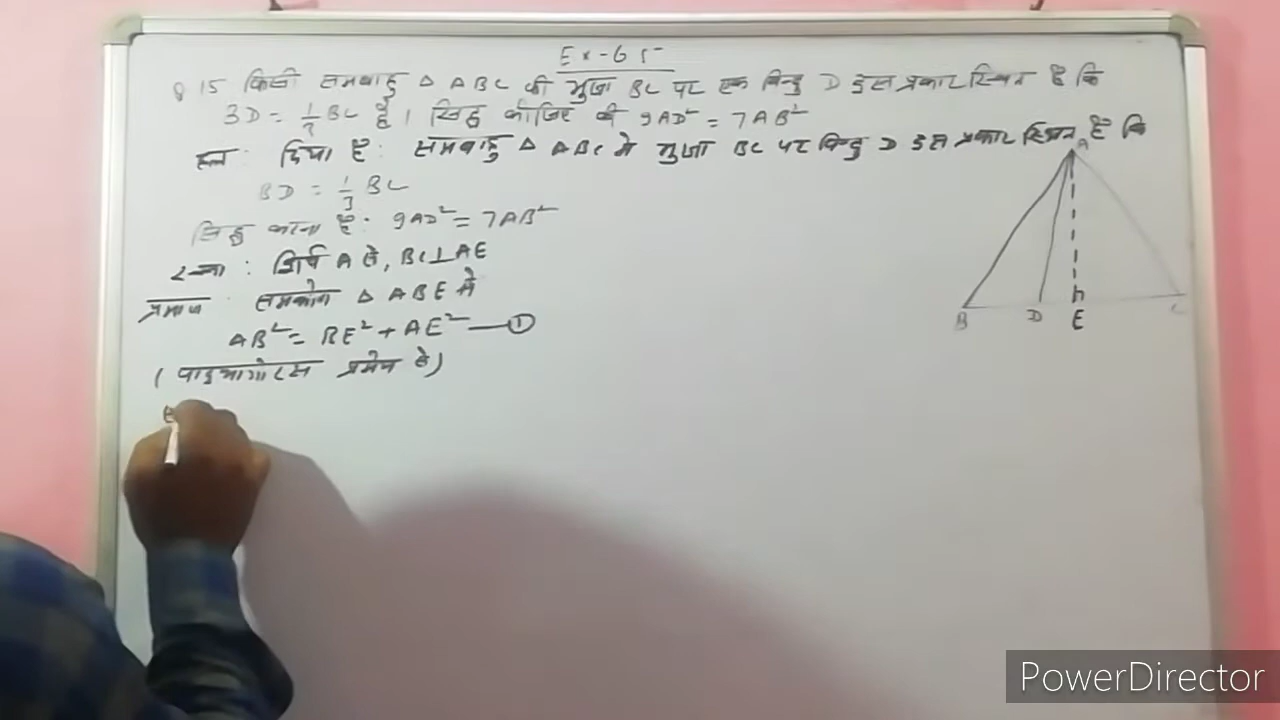 Ex-6.5
Q 15 किसी समबाहु Δ ABC की भुजा BC पर एक बिन्दु D इस प्रकार स्थित है कि
BD = 1/3 BC है। सिद्ध कीजिए की 9AD² = 7AB²
हल : दिया है : समबाहु Δ ABC मे भुजा BC पर बिन्दु D इस प्रकार स्थित है कि
BD = 1/3 BC
सिद्ध करना है : 9AD² = 7AB²
रचना : शीर्ष A से, BC⊥AE
प्रमाण : समकोण Δ ABE मे
AB² = BE² + AE² —①
( पाइथागोरस प्रमेय से)
A
B D E C
PowerDirector